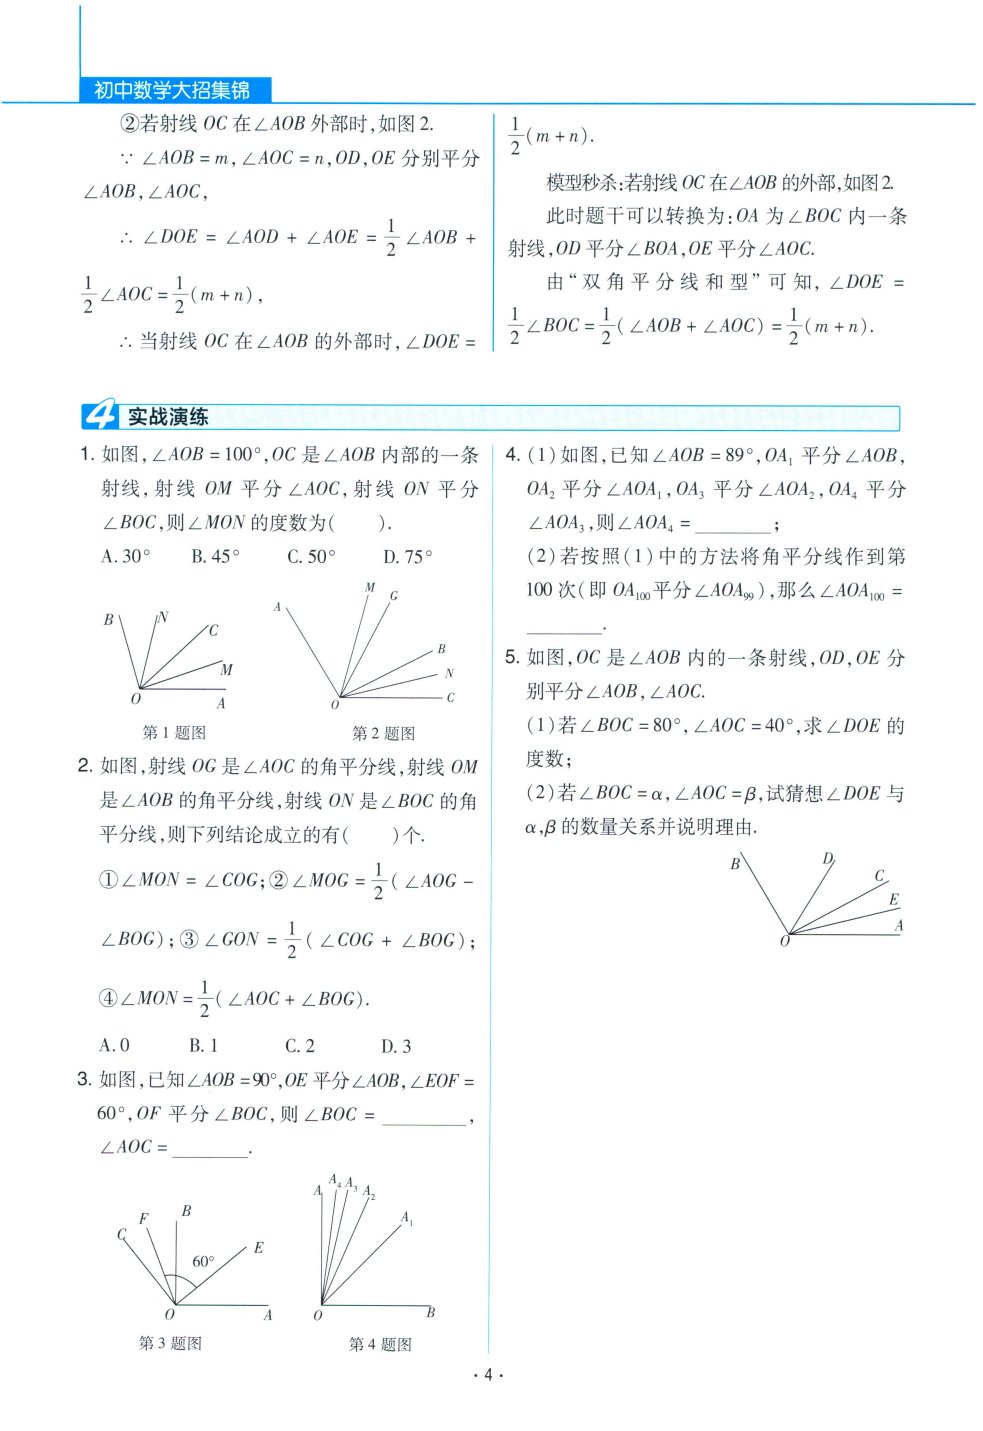 初中数学大招集锦
②若射线 OC 在∠AOB 外部时,如图 2.
∵ ∠AOB = m, ∠AOC = n, OD, OE 分别平分
∠AOB, ∠AOC,
∴ ∠DOE = ∠AOD + ∠AOE = 1/2 ∠AOB +
1/2 ∠AOC = 1/2 (m + n),
∴ 当射线 OC 在∠AOB 的外部时, ∠DOE =
1/2 (m + n).
模型秒杀:若射线 OC 在∠AOB 的外部,如图 2.
此时题干可以转换为:OA 为∠BOC 内一条
射线,OD 平分∠BOA,OE 平分∠AOC.
由“双角平分线和型”可知, ∠DOE =
1/2 ∠BOC = 1/2 ( ∠AOB + ∠AOC) = 1/2 (m + n).
4 实战演练
1. 如图, ∠AOB = 100°, OC 是∠AOB 内部的一条
射线, 射线 OM 平分∠AOC, 射线 ON 平分
∠BOC,则∠MON 的度数为(  ).
A. 30° B. 45° C. 50° D. 75°
B N C M O A
A M G B N C O
第 1 题图 第 2 题图
2. 如图,射线 OG 是∠AOC 的角平分线,射线 OM
是∠AOB 的角平分线,射线 ON 是∠BOC 的角
平分线,则下列结论成立的有(  )个.
①∠MON = ∠COG; ②∠MOG = 1/2 ( ∠AOG -
∠BOG); ③∠GON = 1/2 ( ∠COG + ∠BOG);
④∠MON = 1/2 ( ∠AOC + ∠BOG).
A. 0 B. 1 C. 2 D. 3
3. 如图,已知∠AOB = 90°, OE 平分∠AOB, ∠EOF =
60°, OF 平分∠BOC, 则∠BOC = ________,
∠AOC = ________.
C F B E 60° O A
A A₄ A₃ A₂ A₁ O B
第 3 题图 第 4 题图
4. (1) 如图,已知∠AOB = 89°, OA₁ 平分∠AOB,
OA₂ 平分∠AOA₁, OA₃ 平分∠AOA₂, OA₄ 平分
∠AOA₃,则∠AOA₄ = ________;
(2) 若按照(1)中的方法将角平分线作到第
100 次(即 OA₁₀₀平分∠AOA₉₉),那么∠AOA₁₀₀ =
________.
5. 如图,OC 是∠AOB 内的一条射线,OD,OE 分
别平分∠AOB, ∠AOC.
(1)若∠BOC = 80°, ∠AOC = 40°,求∠DOE 的
度数;
(2)若∠BOC = α, ∠AOC = β,试猜想∠DOE 与
α,β 的数量关系并说明理由.
B D C E A O
· 4 ·